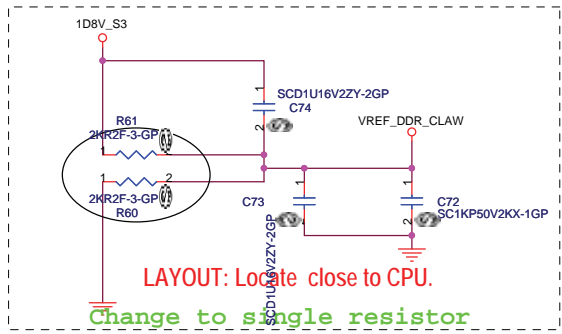 1D8V_S3
1
SCD1U16V2ZY-2GP
C74
2
VREF_DDR_CLAW
R61
2KR2F-3-GP
1
1
2
2KR2F-3-GP
R60
1
C73
2
SCD1U16V2ZY-2GP
1
C72
2
SC1KP50V2KX-1GP
LAYOUT: Locate close to CPU.
Change to single resistor